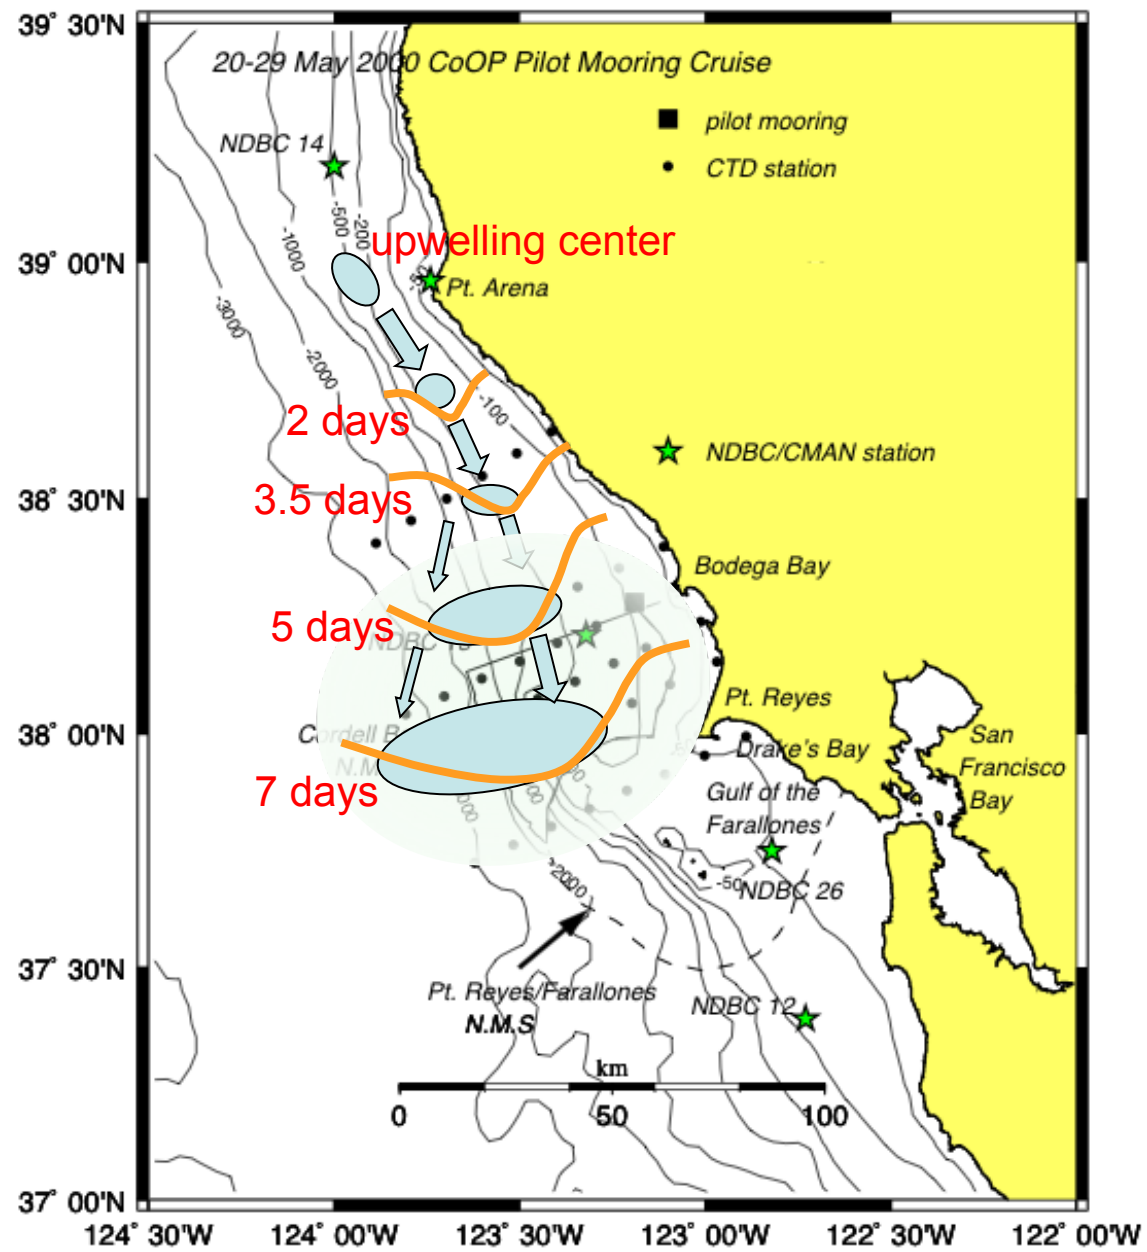 39° 30'N
20-29 May 2000 CoOP Pilot Mooring Cruise
pilot mooring
NDBC 14
CTD station
-500
-200
-1000
upwelling center
39° 00'N
Pt. Arena
-3000
-2000
-100
2 days
NDBC/CMAN station
3.5 days
38° 30'N
Bodega Bay
5 days
NDBC 13
Pt. Reyes
38° 00'N
Cordell B
Drake's Bay
San
Francisco
Bay
N.M.
7 days
Gulf of the
Farallones
-2000
-50
NDBC 26
37° 30'N
Pt. Reyes/Farallones
N.M.S
NDBC 12
km
0 50 100
37° 00'N
124° 30'W 124° 00'W 123° 30'W 123° 00'W 122° 30'W 122° 00'W